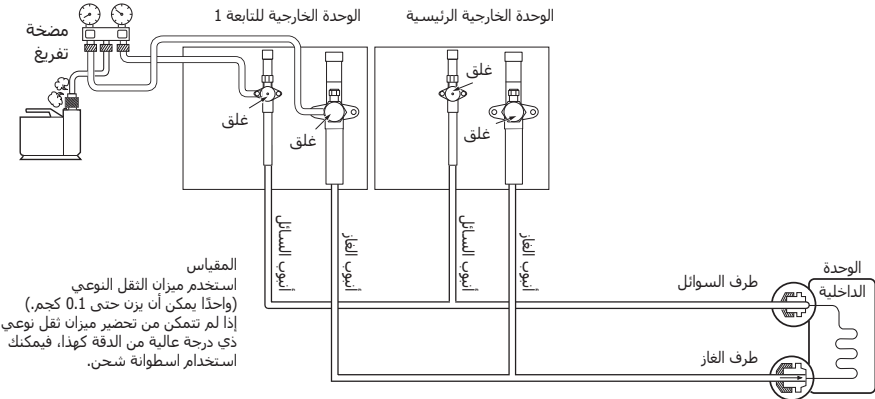 الوحدة الخارجية الرئيسية
الوحدة الخارجية للتابعة 1
مضخة
تفريغ
غلق
غلق
غلق
غلق
أنبوب السائل
أنبوب الغاز
أنبوب السائل
أنبوب الغاز
المقياس
استخدم ميزان الثقل النوعي
(واحدًا يمكن أن يزن حتى 0.1 كجم.)
إذا لم تتمكن من تحضير ميزان ثقل نوعي
ذي درجة عالية من الدقة كهذا، فيمكنك
استخدام اسطوانة شحن.
طرف السوائل
طرف الغاز
الوحدة
الداخلية